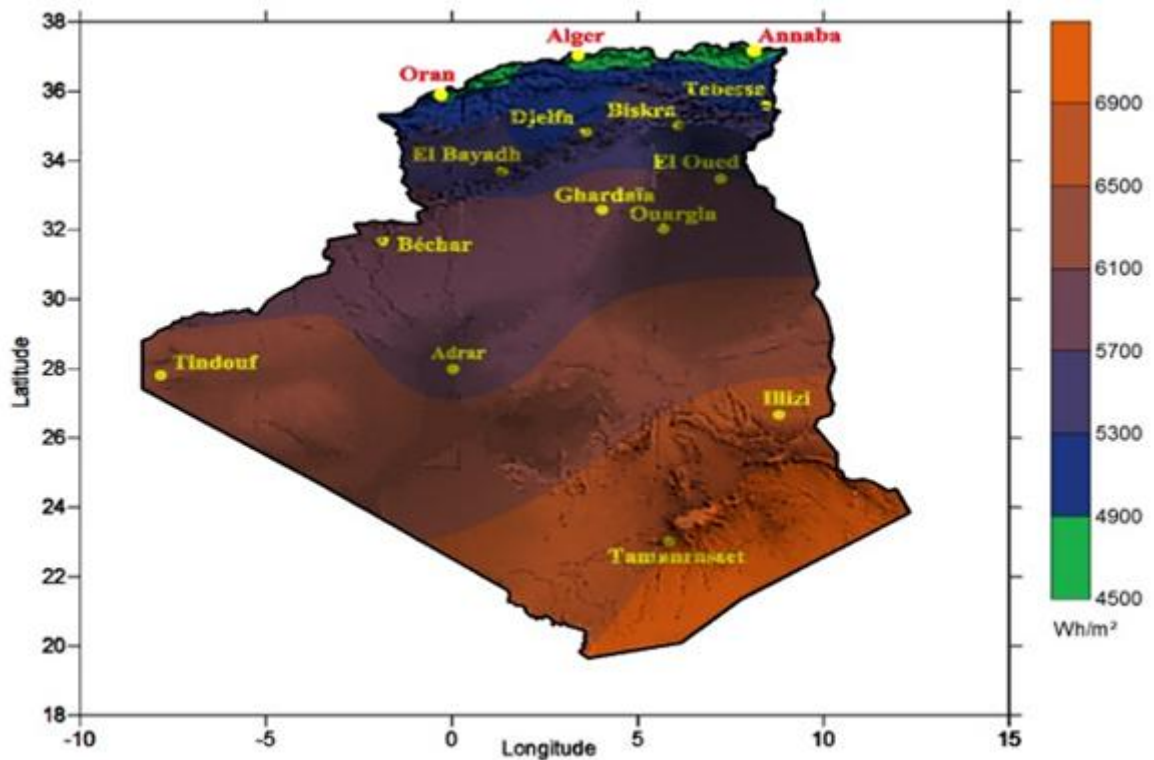 38
36
34
32
30
28
26
24
22
20
18
Latitude
-10
-5
0
5
10
15
Longitude
Alger
Annaba
Oran
Tebessa
Biskra
Djelfa
El Bayadh
El Oued
Ghardaïa
Ouargla
Béchar
Adrar
Tindouf
Illizi
Tamanrasset
6900
6500
6100
5700
5300
4900
4500
Wh/m²